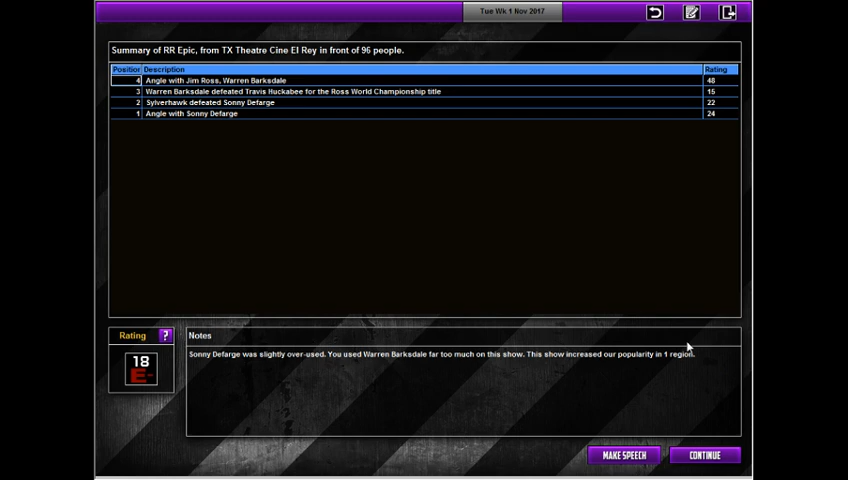 Tue Wk 1 Nov 2017
Summary of RR Epic, from TX Theatre Cine El Rey in front of 96 people.
Position Description Rating
4 Angle with Jim Ross, Warren Barksdale 48
3 Warren Barksdale defeated Travis Huckabee for the Ross World Championship title 15
2 Sylverhawk defeated Sonny Defarge 22
1 Angle with Sonny Defarge 24
Rating ?
18
E-
Notes
Sonny Defarge was slightly over-used. You used Warren Barksdale far too much on this show. This show increased our popularity in 1 region.
MAKE SPEECH
CONTINUE